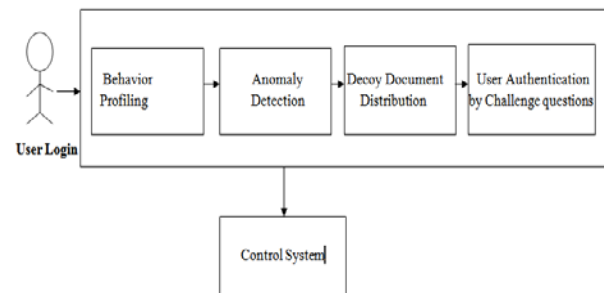 Behavior
Profiling
Anomaly
Detection
Decoy Document
Distribution
User Authentication
by Challenge questions
User Login
Control System